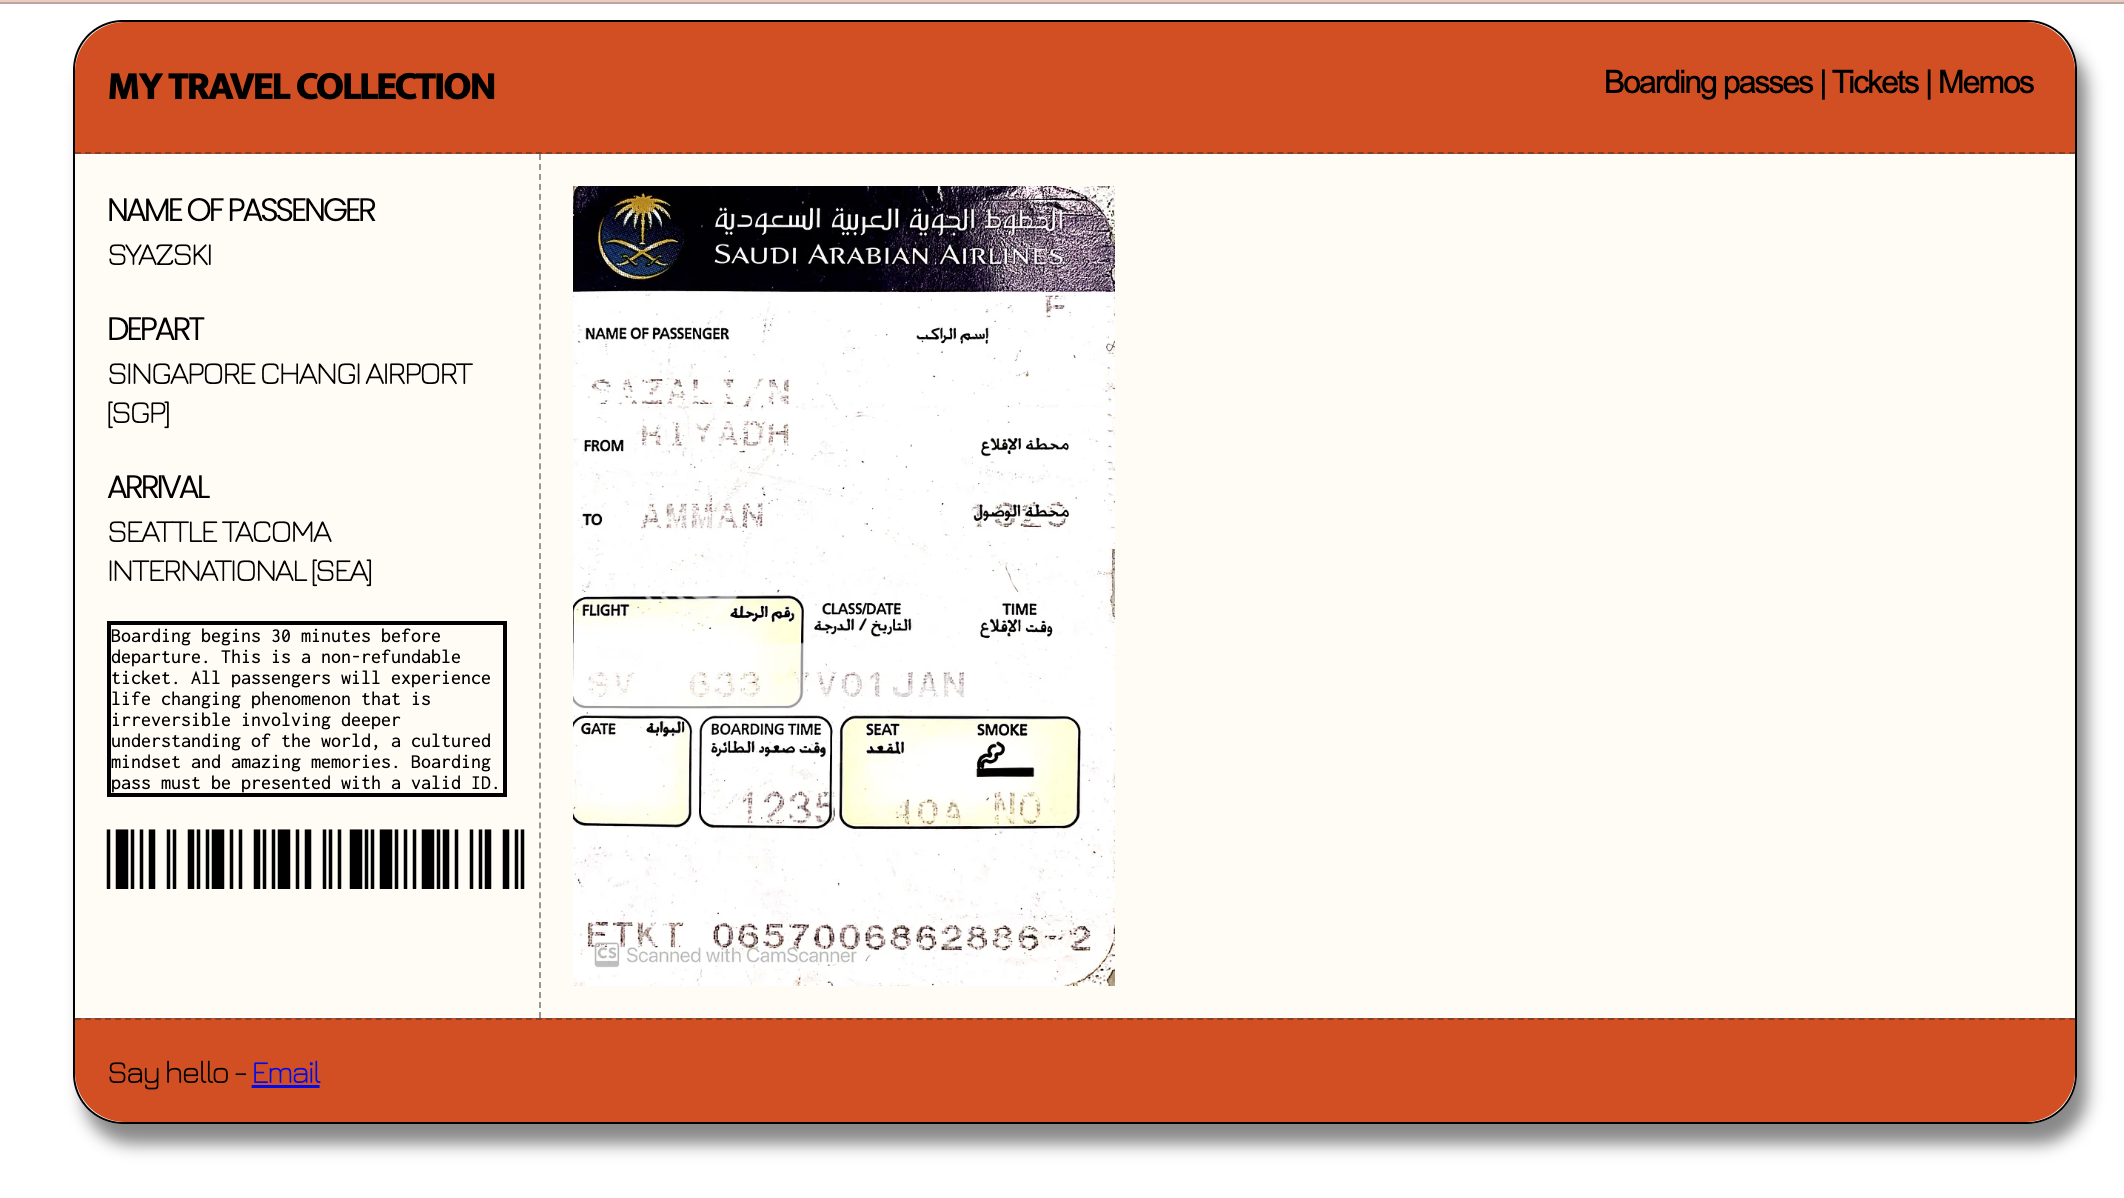 MY TRAVEL COLLECTION
Boarding passes | Tickets | Memos
NAME OF PASSENGER
SYAZSKI
DEPART
SINGAPORE CHANGI AIRPORT
[SGP]
ARRIVAL
SEATTLE TACOMA
INTERNATIONAL [SEA]
Boarding begins 30 minutes before
departure. This is a non-refundable
ticket. All passengers will experience
life changing phenomenon that is
irreversible involving deeper
understanding of the world, a cultured
mindset and amazing memories. Boarding
pass must be presented with a valid ID.
الخطوط الجوية العربية السعودية
SAUDI ARABIAN AIRLINES
F
NAME OF PASSENGER إسم الراكب
SAZALI/N
FROM RIYADH محطة الإقلاع
TO AMMAN محطة الوصول
FLIGHT رقم الرحلة CLASS/DATE TIME
التاريخ / الدرجة وقت الإقلاع
SV 633 V01JAN
GATE البوابة BOARDING TIME SEAT SMOKE
وقت صعود الطائرة المقعد
1235 40A NO
ETKT 0657006862886-2
CS Scanned with CamScanner
Say hello - Email